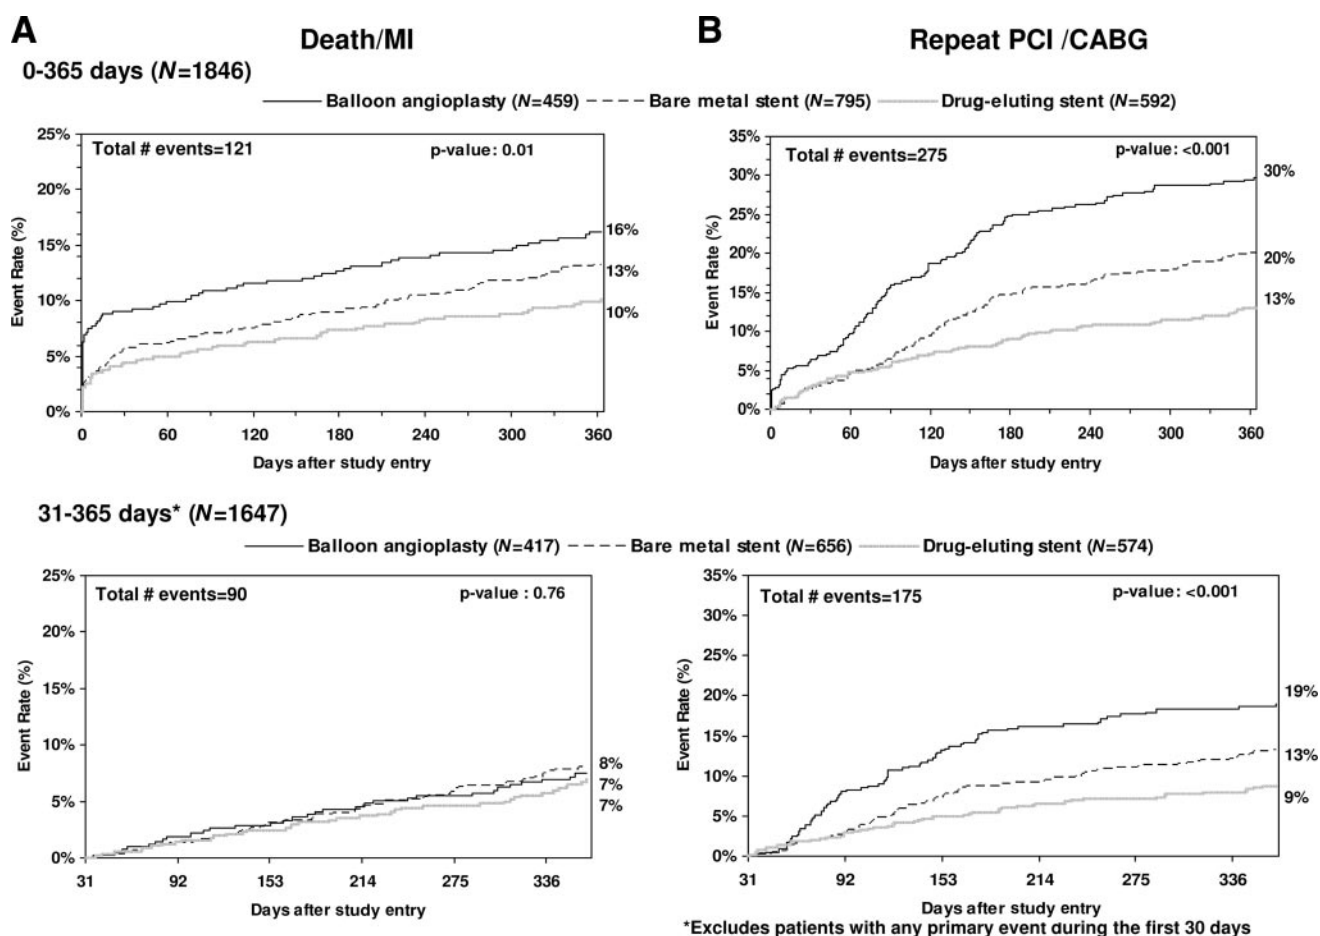 A
Death/MI
B
Repeat PCI /CABG
0-365 days (N=1846)
Balloon angioplasty (N=459)
Bare metal stent (N=795)
Drug-eluting stent (N=592)
Total # events=121
p-value: 0.01
25%
20%
15%
10%
5%
0%
Event Rate (%)
16%
13%
10%
0 60 120 180 240 300 360
Days after study entry
Total # events=275
p-value: <0.001
35%
30%
25%
20%
15%
10%
5%
0%
Event Rate (%)
30%
20%
13%
0 60 120 180 240 300 360
Days after study entry
31-365 days* (N=1647)
Balloon angioplasty (N=417)
Bare metal stent (N=656)
Drug-eluting stent (N=574)
Total # events=90
p-value : 0.76
25%
20%
15%
10%
5%
0%
Event Rate (%)
8%
7%
7%
31 92 153 214 275 336
Days after study entry
Total # events=175
p-value: <0.001
35%
30%
25%
20%
15%
10%
5%
0%
Event Rate (%)
19%
13%
9%
31 92 153 214 275 336
Days after study entry
*Excludes patients with any primary event during the first 30 days